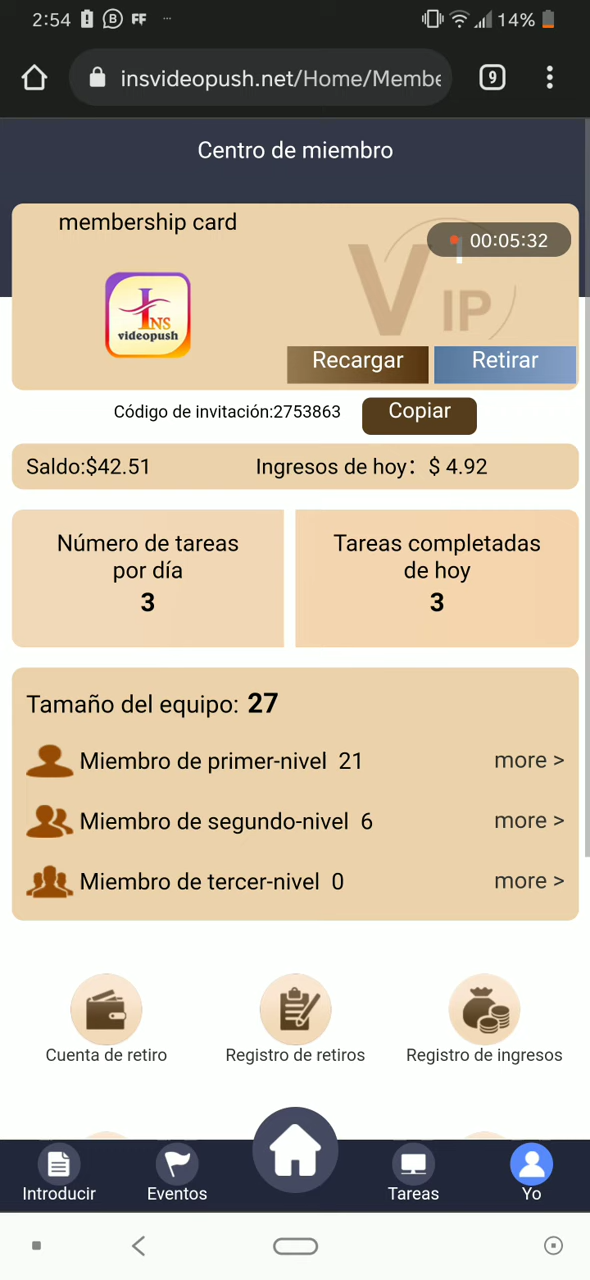 2:54 B FF ...
14%
insvideopush.net/Home/Membe
9
Centro de miembro
membership card
VIP
00:05:32
INS
videopush
Recargar Retirar
Código de invitación:2753863 Copiar
Saldo:$42.51 Ingresos de hoy：$ 4.92
Número de tareas
por día
3
Tareas completadas
de hoy
3
Tamaño del equipo: 27
Miembro de primer-nivel 21 more >
Miembro de segundo-nivel 6 more >
Miembro de tercer-nivel 0 more >
Cuenta de retiro Registro de retiros Registro de ingresos
Introducir Eventos Tareas Yo